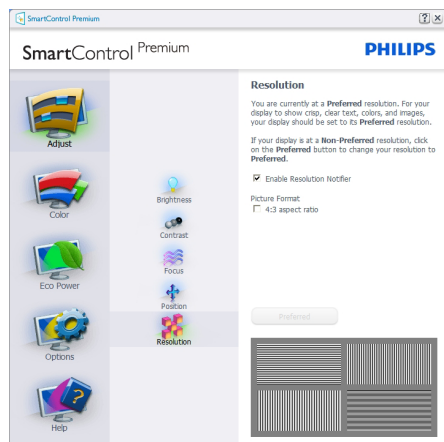 SmartControl Premium
SmartControl Premium
PHILIPS
Adjust
Color
Eco Power
Options
Help
Brightness
Contrast
Focus
Position
Resolution
Resolution
You are currently at a Preferred resolution. For your
display to show crisp, clear text, colors, and images,
your display should be set to its Preferred resolution.
If your display is at a Non-Preferred resolution, click
on the Preferred button to change your resolution to
Preferred.
Enable Resolution Notifier
Picture Format
4:3 aspect ratio
Preferred